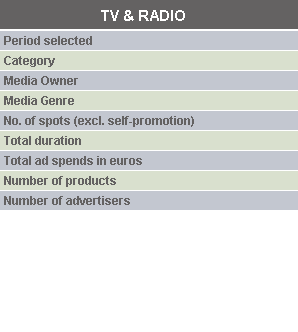 TV & RADIO
Period selected
Category
Media Owner
Media Genre
No. of spots (excl. self-promotion)
Total duration
Total ad spends in euros
Number of products
Number of advertisers